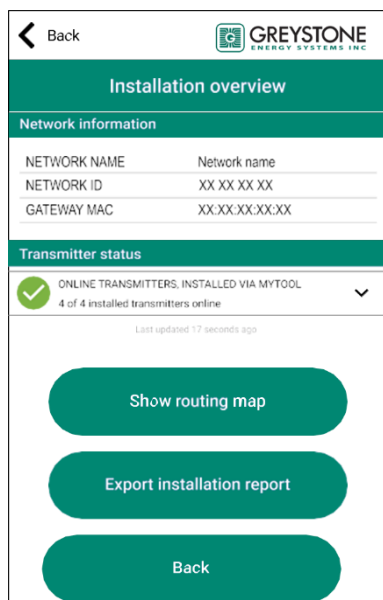 Back
GREYSTONE
ENERGY SYSTEMS INC
Installation overview
Network information
NETWORK NAME Network name
NETWORK ID XX XX XX XX
GATEWAY MAC XX:XX:XX:XX:XX
Transmitter status
ONLINE TRANSMITTERS, INSTALLED VIA MYTOOL
4 of 4 installed transmitters online
Last updated 17 seconds ago
Show routing map
Export installation report
Back